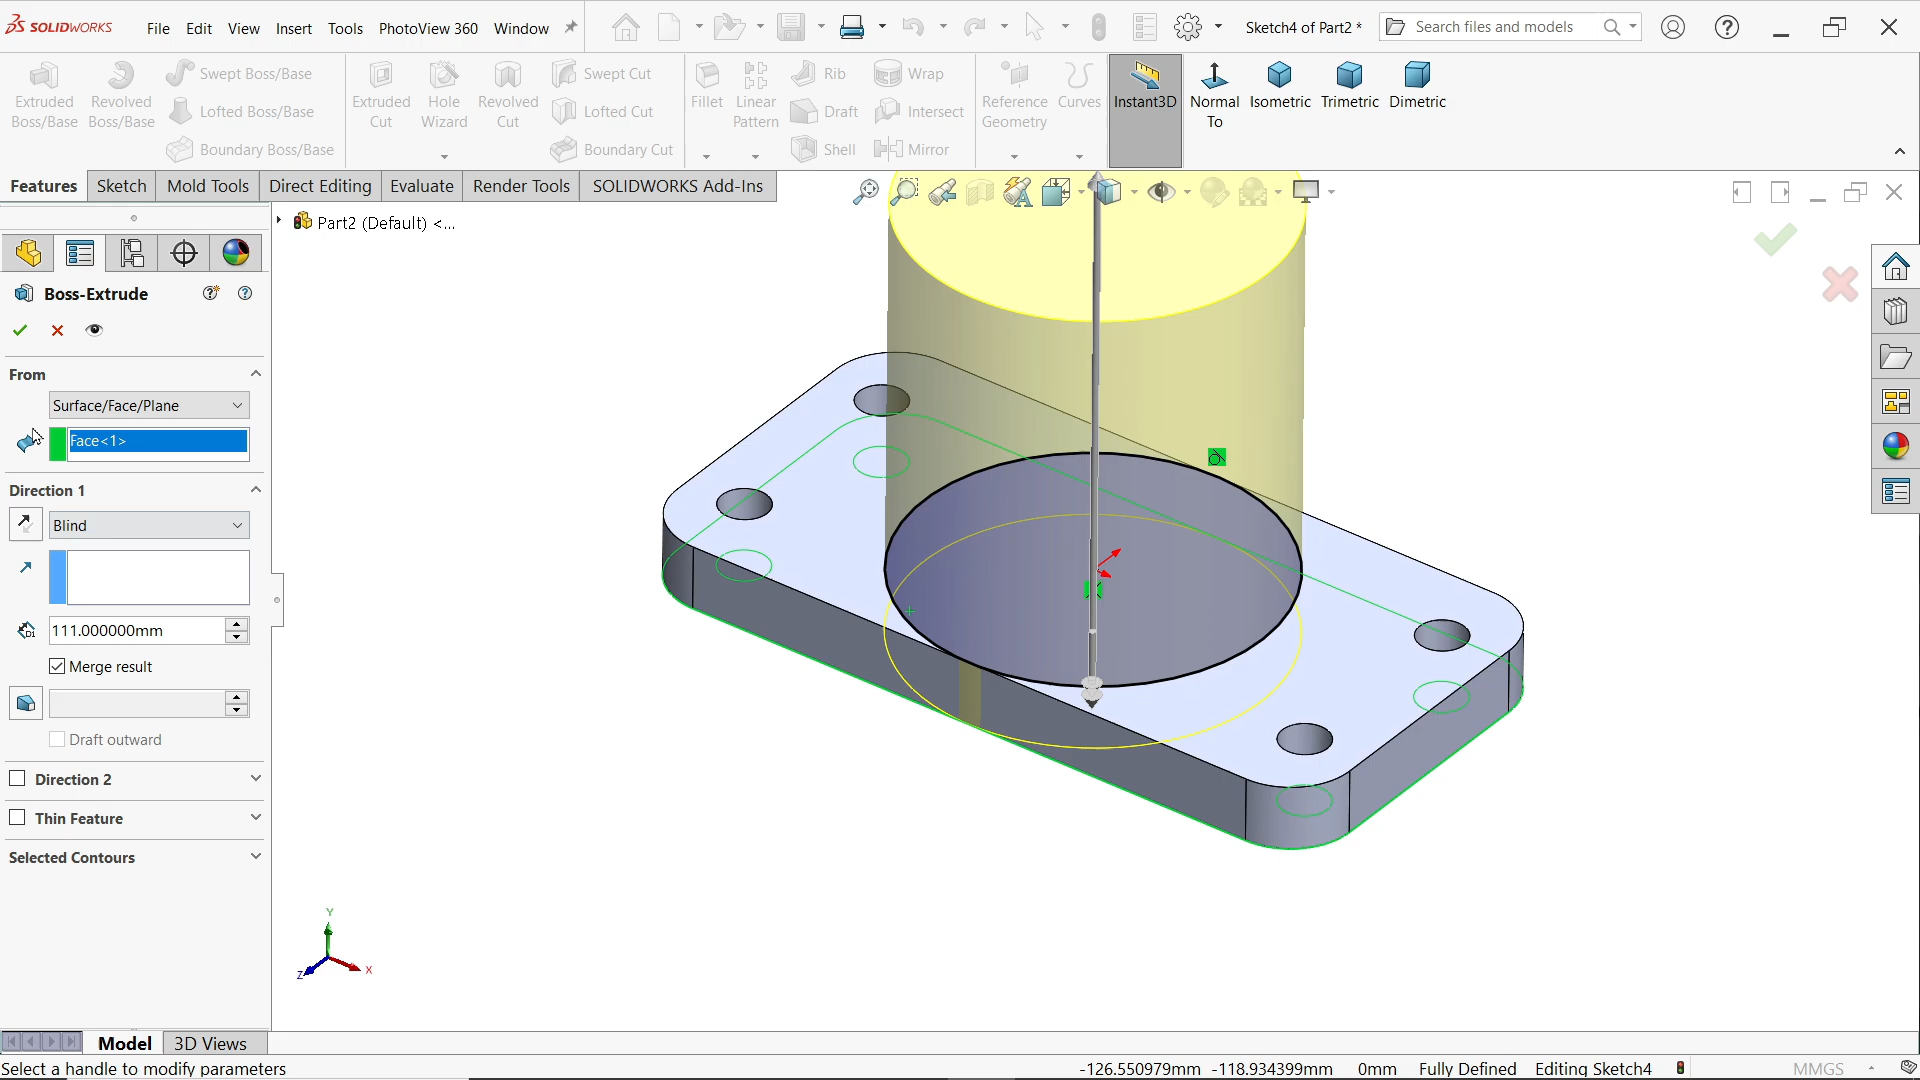 SOLIDWORKS
File Edit View Insert Tools PhotoView 360 Window
Sketch4 of Part2 *
Search files and models
Extruded Boss/Base
Revolved Boss/Base
Swept Boss/Base
Lofted Boss/Base
Boundary Boss/Base
Extruded Cut
Hole Wizard
Revolved Cut
Swept Cut
Lofted Cut
Boundary Cut
Fillet
Linear Pattern
Rib
Draft
Shell
Wrap
Intersect
Mirror
Reference Geometry
Curves
Instant3D
Normal To
Isometric
Trimetric
Dimetric
Features Sketch Mold Tools Direct Editing Evaluate Render Tools SOLIDWORKS Add-Ins
Part2 (Default) <...
Boss-Extrude
From
Surface/Face/Plane
Face<1>
Direction 1
Blind
D1
111.000000mm
Merge result
Draft outward
Direction 2
Thin Feature
Selected Contours
Y
Z
X
Model 3D Views
Select a handle to modify parameters
-126.550979mm -118.934399mm 0mm Fully Defined Editing Sketch4 MMGS